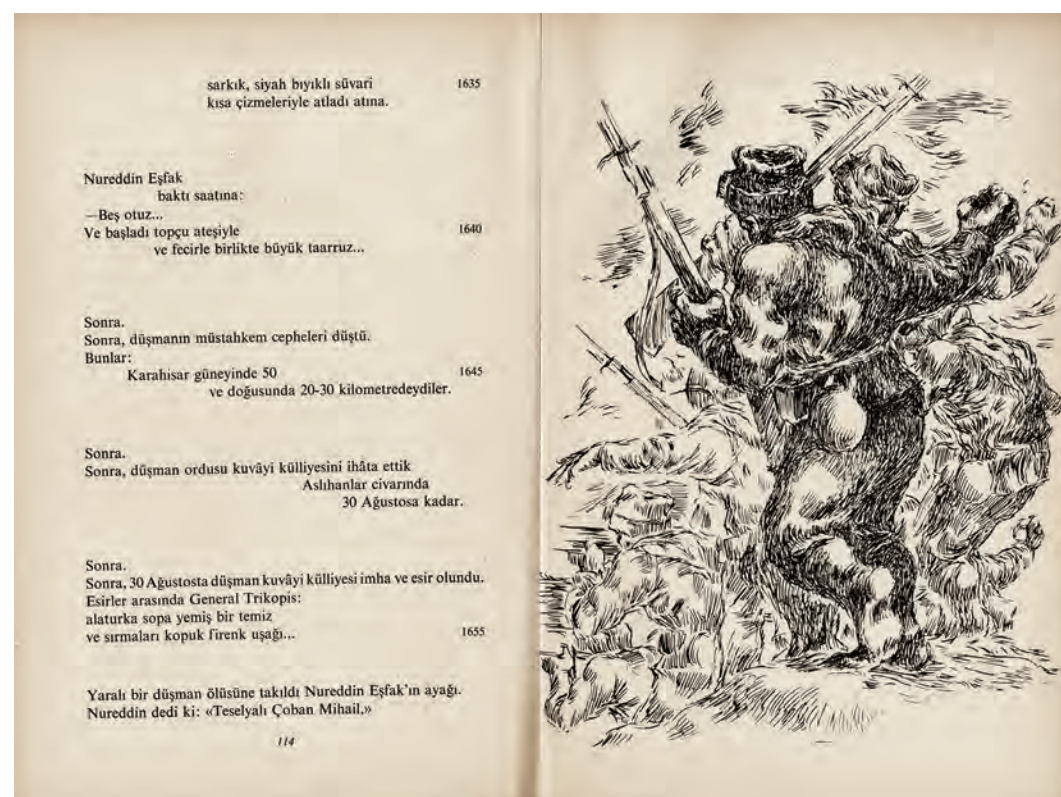 sarkık, siyah bıyıklı süvari 1635
kısa çizmeleriyle atladı atına.
Nureddin Eşfak
baktı saatına:
—Beş otuz...
Ve başladı topçu ateşiyle 1640
ve fecirle birlikte büyük taarruz...
Sonra.
Sonra, düşmanın müstahkem cepheleri düştü.
Bunlar:
Karahisar güneyinde 50 1645
ve doğusunda 20-30 kilometredeydiler.
Sonra.
Sonra, düşman ordusu kuvâyi külliyesini ihâta ettik
Aslıhanlar civarında
30 Ağustosa kadar.
Sonra.
Sonra, 30 Ağustosta düşman kuvâyi külliyesi imha ve esir olundu.
Esirler arasında General Trikopis:
alaturka sopa yemiş bir temiz
ve sırmaları kopuk firenk uşağı... 1655
Yaralı bir düşman ölüsüne takıldı Nureddin Eşfak'ın ayağı.
Nureddin dedi ki: «Teselyalı Çoban Mihail,»
114